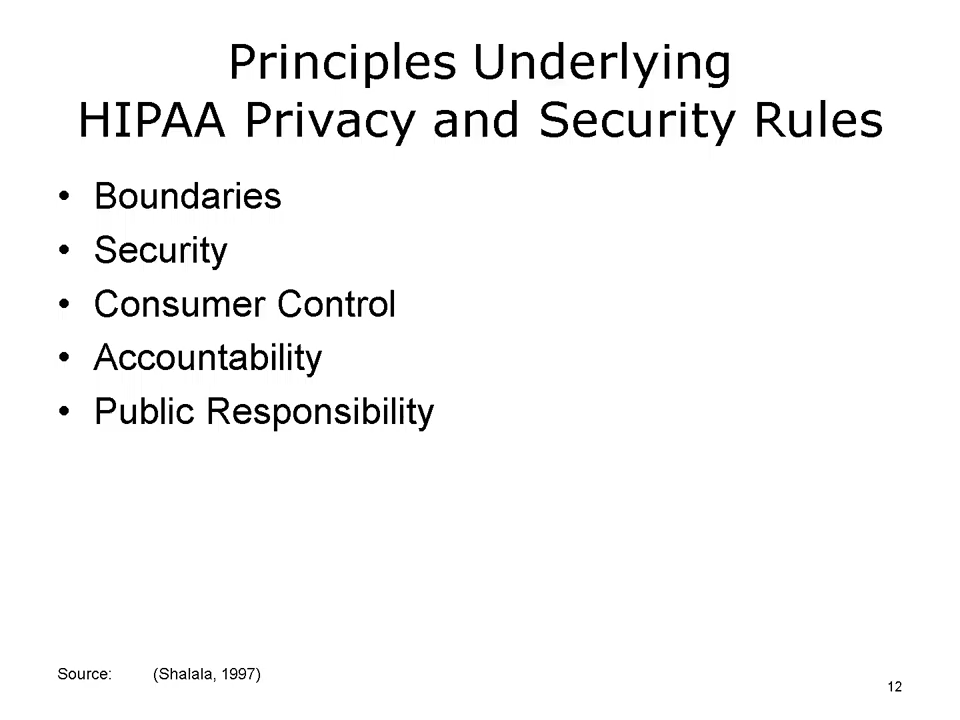 Principles Underlying
HIPAA Privacy and Security Rules
• Boundaries
• Security
• Consumer Control
• Accountability
• Public Responsibility
Source: (Shalala, 1997)
12